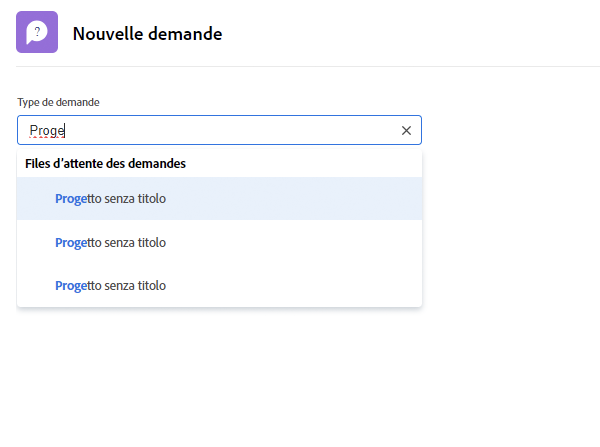 ?
Nouvelle demande
Type de demande
Proge
Files d'attente des demandes
Progetto senza titolo
Progetto senza titolo
Progetto senza titolo